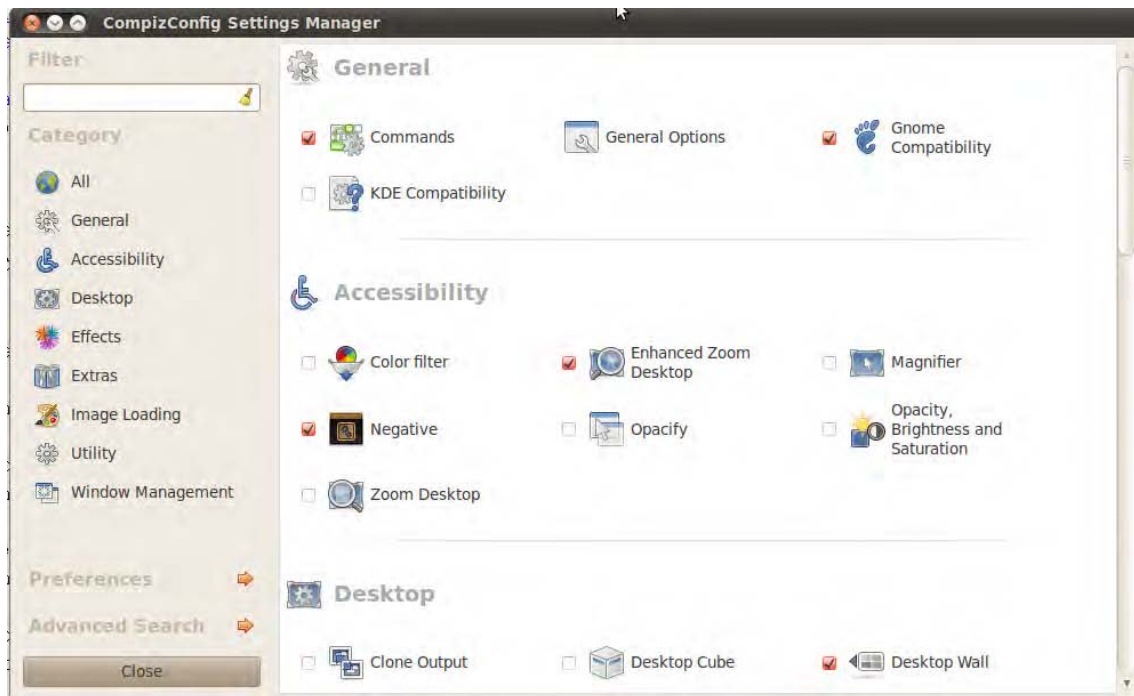 CompizConfig Settings Manager
Filter
Category
All
General
Accessibility
Desktop
Effects
Extras
Image Loading
Utility
Window Management
Preferences
Advanced Search
Close
General
Commands
General Options
Gnome
Compatibility
KDE Compatibility
Accessibility
Color filter
Enhanced Zoom
Desktop
Magnifier
Negative
Opacify
Opacity,
Brightness and
Saturation
Zoom Desktop
Desktop
Clone Output
Desktop Cube
Desktop Wall